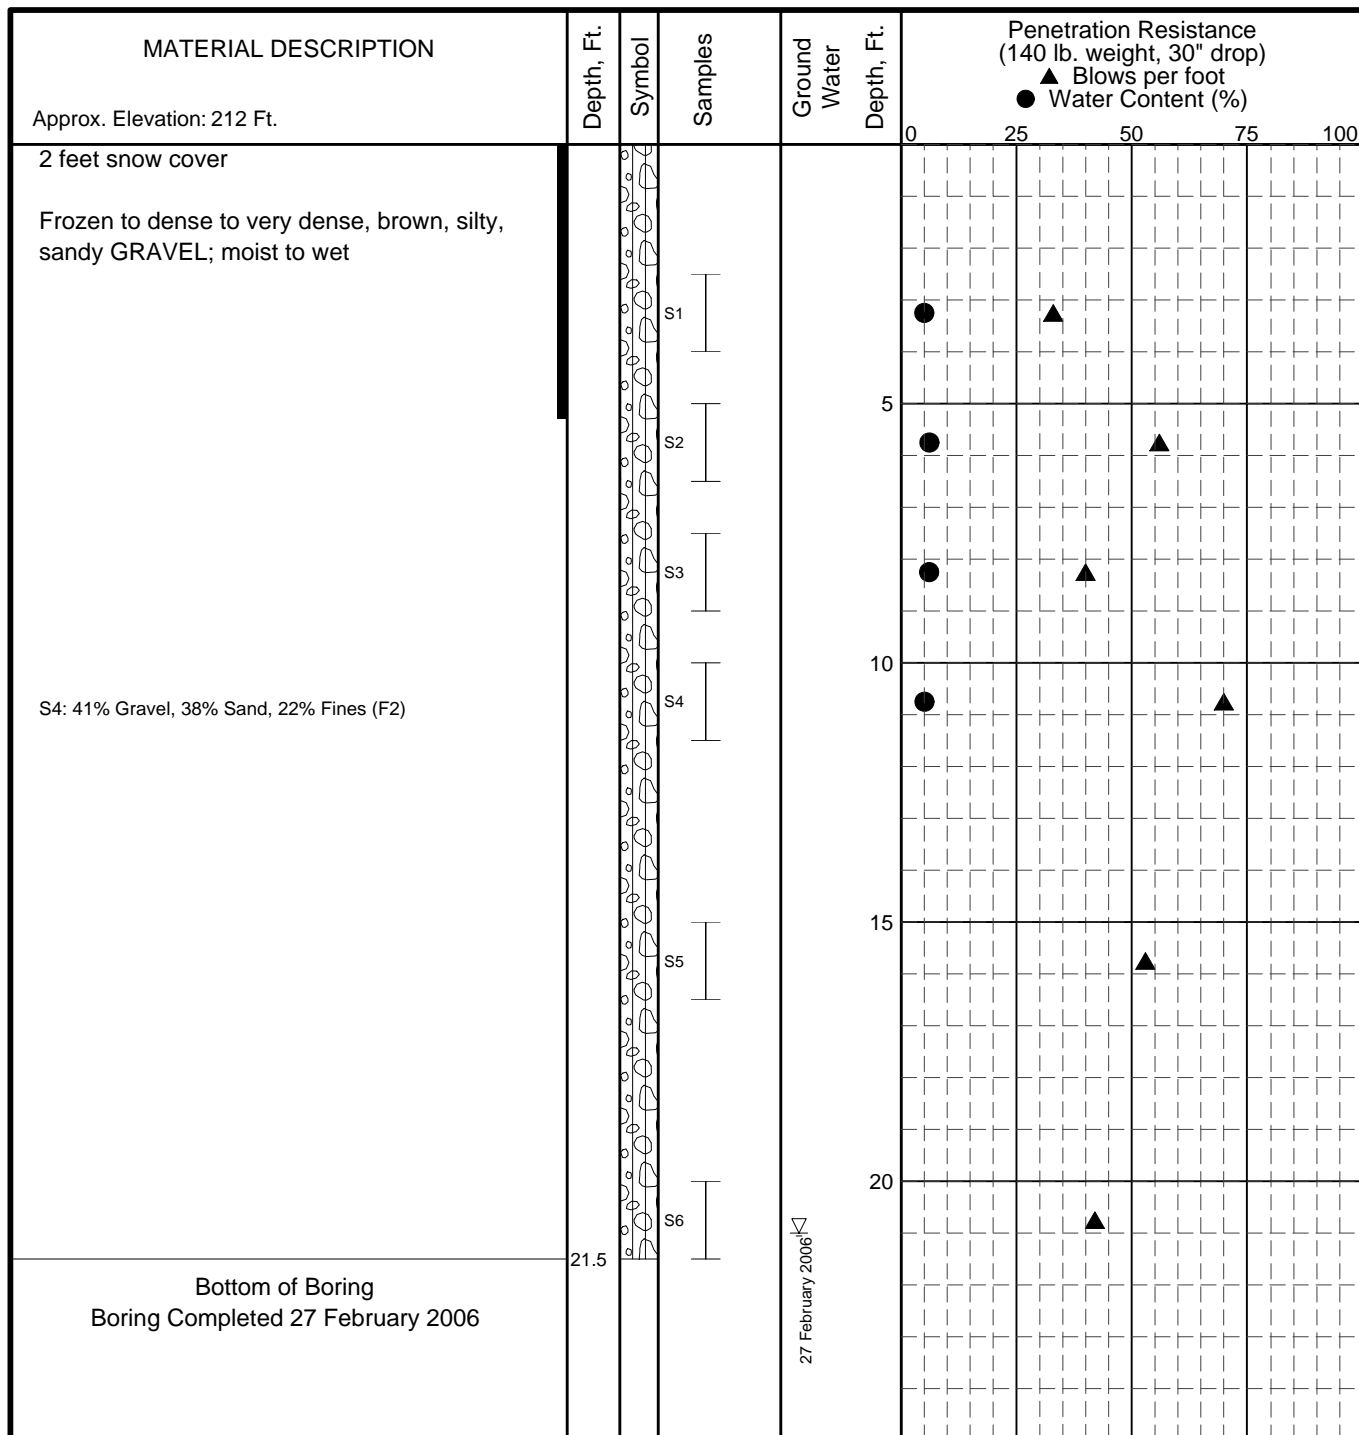 MATERIAL DESCRIPTION
Approx. Elevation: 212 Ft.
Depth, Ft.
Symbol
Samples
Ground
Water
Depth, Ft.
Penetration Resistance
(140 lb. weight, 30" drop)
▲ Blows per foot
● Water Content (%)
0 25 50 75 100
2 feet snow cover
Frozen to dense to very dense, brown, silty,
sandy GRAVEL; moist to wet
S1
5
S2
S3
10
S4: 41% Gravel, 38% Sand, 22% Fines (F2)
S4
15
S5
20
S6
21.5
27 February 2006
Bottom of Boring
Boring Completed 27 February 2006